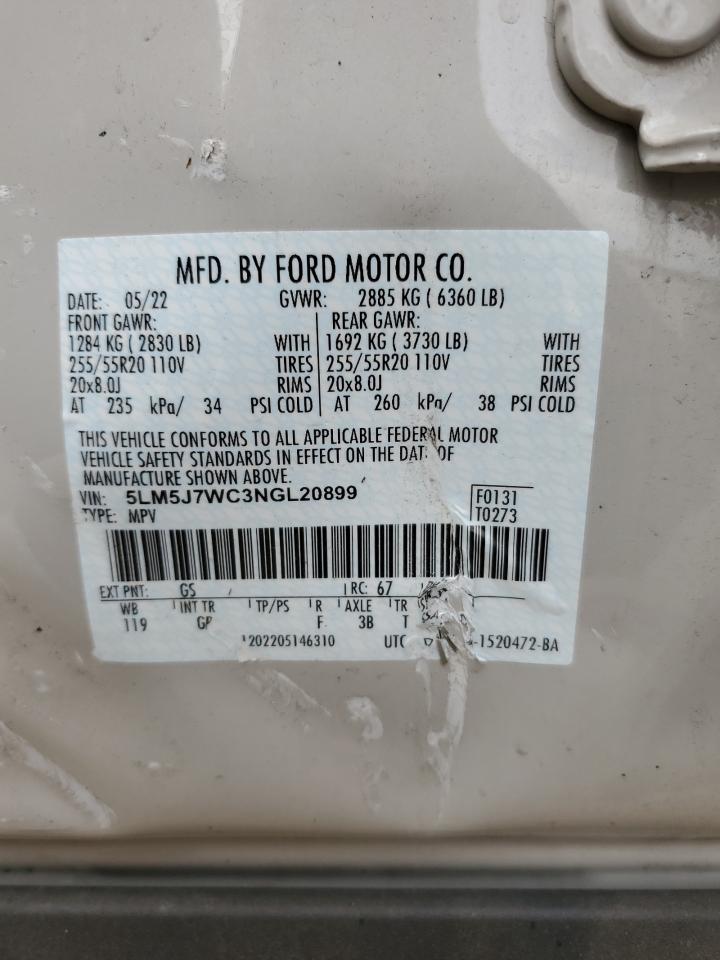 MFD. BY FORD MOTOR CO.
DATE: 05/22 GVWR: 2885 KG ( 6360 LB)
FRONT GAWR: REAR GAWR:
1284 KG ( 2830 LB) WITH 1692 KG ( 3730 LB) WITH
255/55R20 110V TIRES 255/55R20 110V TIRES
20x8.0J RIMS 20x8.0J RIMS
AT 235 kPa/ 34 PSI COLD AT 260 kPa/ 38 PSI COLD
THIS VEHICLE CONFORMS TO ALL APPLICABLE FEDERAL MOTOR
VEHICLE SAFETY STANDARDS IN EFFECT ON THE DATE OF
MANUFACTURE SHOWN ABOVE.
VIN: 5LM5J7WC3NGL20899 F0131
TYPE: MPV T0273
EXT PNT: GS RC: 67
WB INT TR TP/PS R AXLE TR
119 F 3B T
202205146310 UTC -1520472-BA